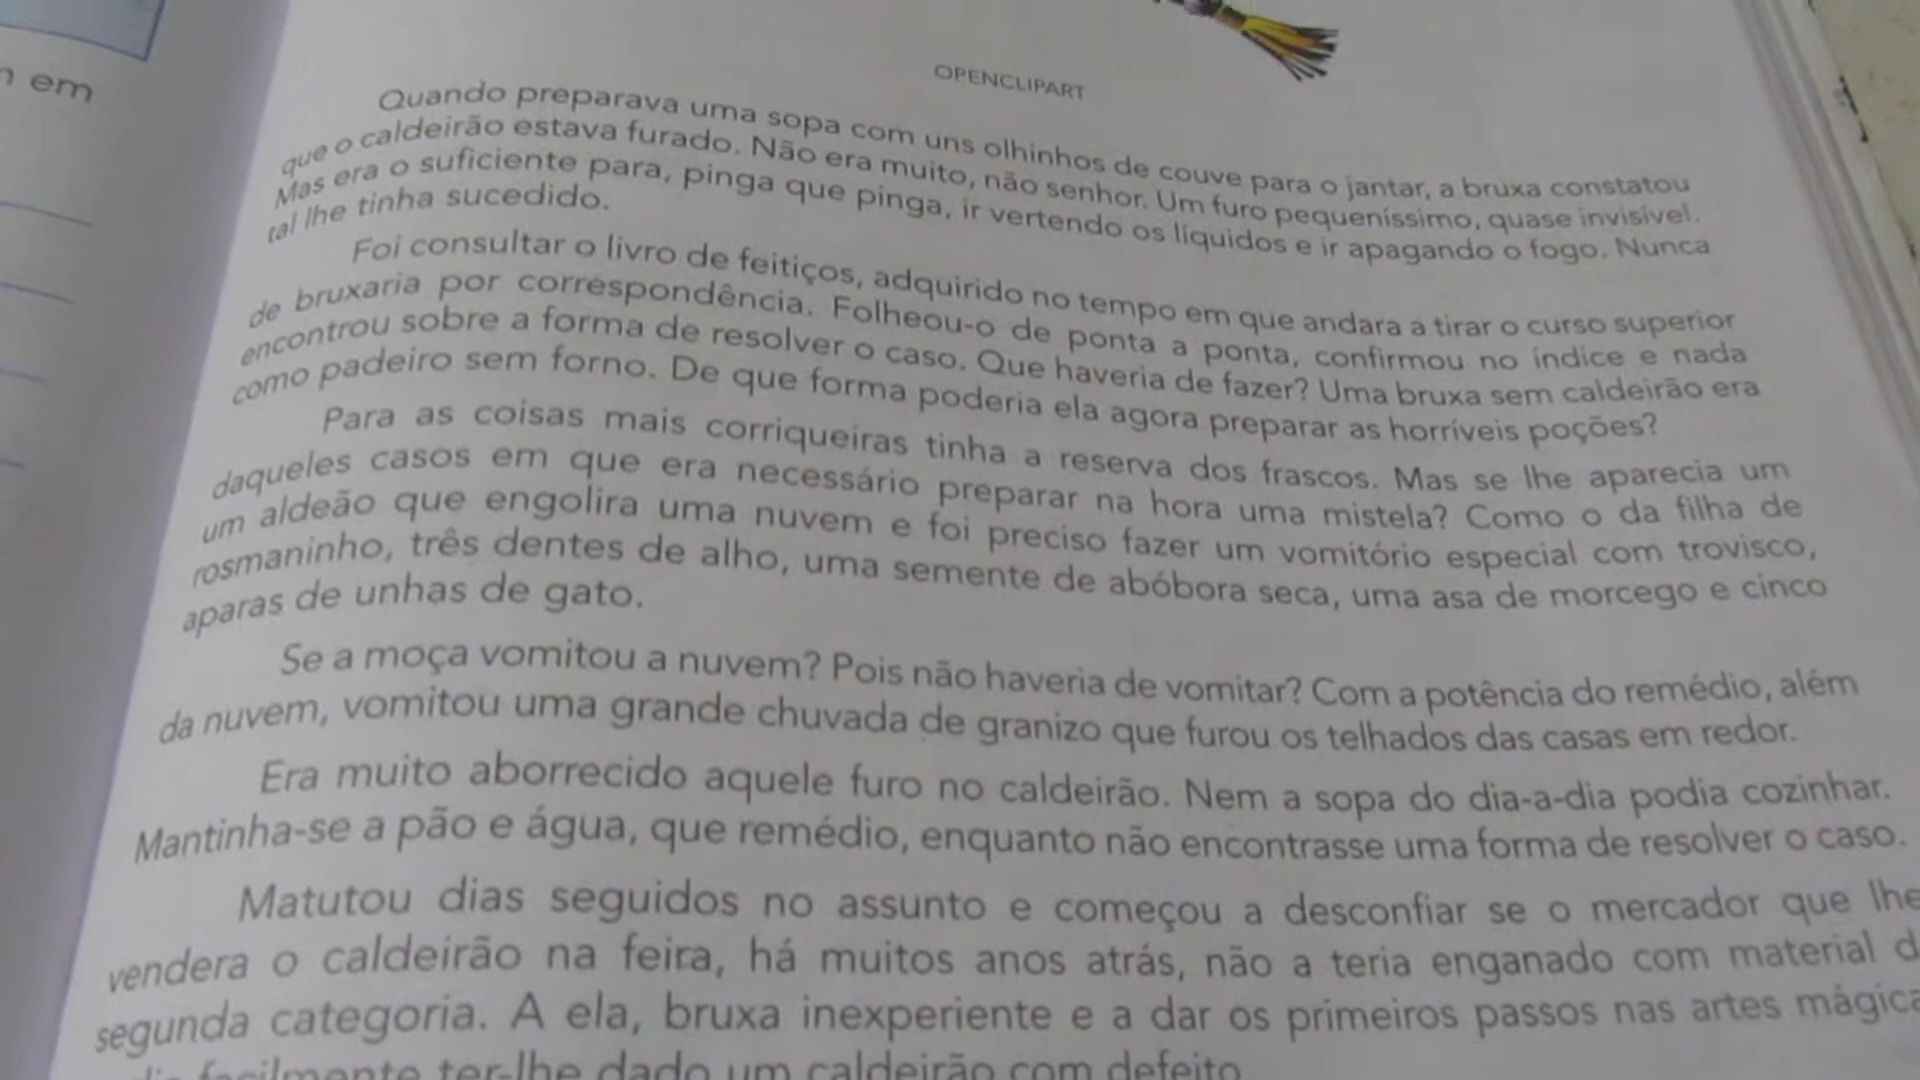 em
OPENCLIPART
Quando preparava uma sopa com uns olhinhos de couve para o jantar, a bruxa constatou
que o caldeirão estava furado. Não era muito, não senhor. Um furo pequeníssimo, quase invisível.
Mas era o suficiente para, pinga que pinga, ir vertendo os líquidos e ir apagando o fogo. Nunca
tal lhe tinha sucedido.
Foi consultar o livro de feitiços, adquirido no tempo em que andara a tirar o curso superior
de bruxaria por correspondência. Folheou-o de ponta a ponta, confirmou no índice e nada
encontrou sobre a forma de resolver o caso. Que haveria de fazer? Uma bruxa sem caldeirão era
como padeiro sem forno. De que forma poderia ela agora preparar as horríveis poções?
Para as coisas mais corriqueiras tinha a reserva dos frascos. Mas se lhe aparecia um
daqueles casos em que era necessário preparar na hora uma mistela? Como o da filha de
um aldeão que engolira uma nuvem e foi preciso fazer um vomitório especial com trovisco,
rosmaninho, três dentes de alho, uma semente de abóbora seca, uma asa de morcego e cinco
aparas de unhas de gato.
Se a moça vomitou a nuvem? Pois não haveria de vomitar? Com a potência do remédio, além
da nuvem, vomitou uma grande chuvada de granizo que furou os telhados das casas em redor.
Era muito aborrecido aquele furo no caldeirão. Nem a sopa do dia-a-dia podia cozinhar.
Mantinha-se a pão e água, que remédio, enquanto não encontrasse uma forma de resolver o caso.
Matutou dias seguidos no assunto e começou a desconfiar se o mercador que lhe
vendera o caldeirão na feira, há muitos anos atrás, não a teria enganado com material d
segunda categoria. A ela, bruxa inexperiente e a dar os primeiros passos nas artes mágica
facilmente ter-lhe dado um caldeirão com defeito.